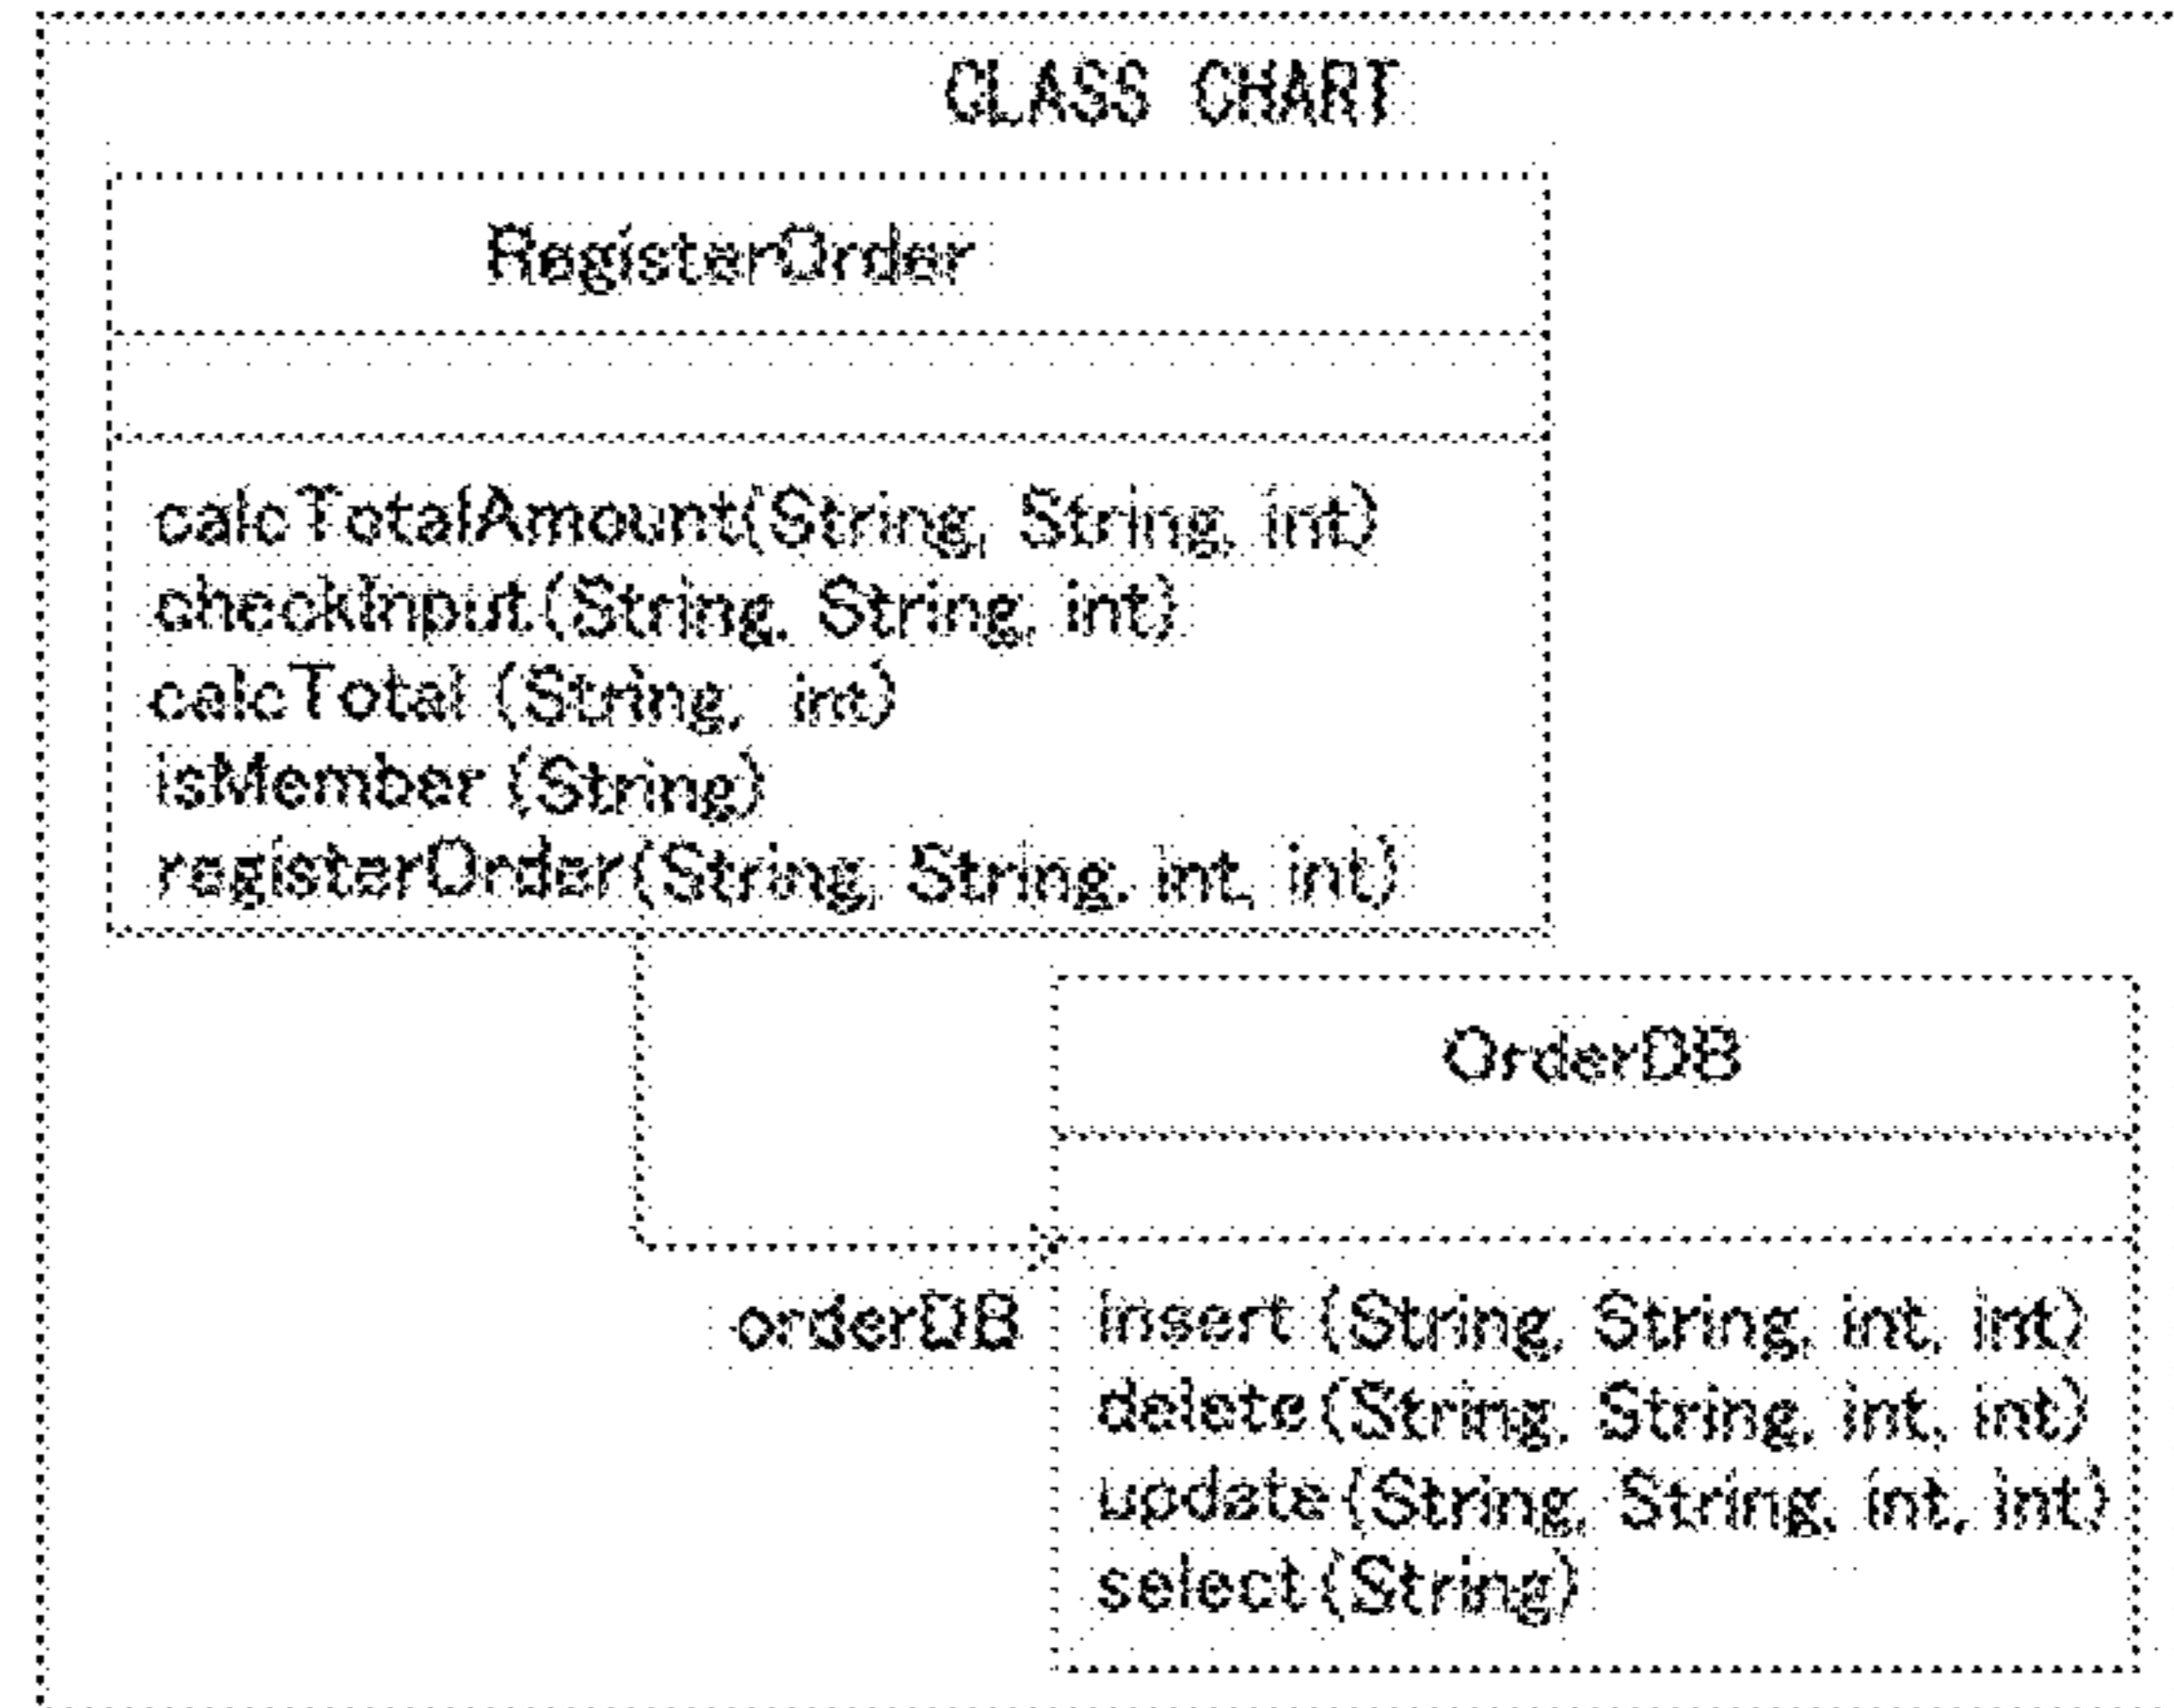 CLASS CHART
RegisterOrder
calcTotalAmount(String, String, int)
checkInput(String, String, int)
calcTotal (String, int)
isMember (String)
registerOrder(String, String, int, int)
OrderDB
orderDB
insert (String, String, int, int)
delete (String, String, int, int)
update (String, String, int, int)
select (String)